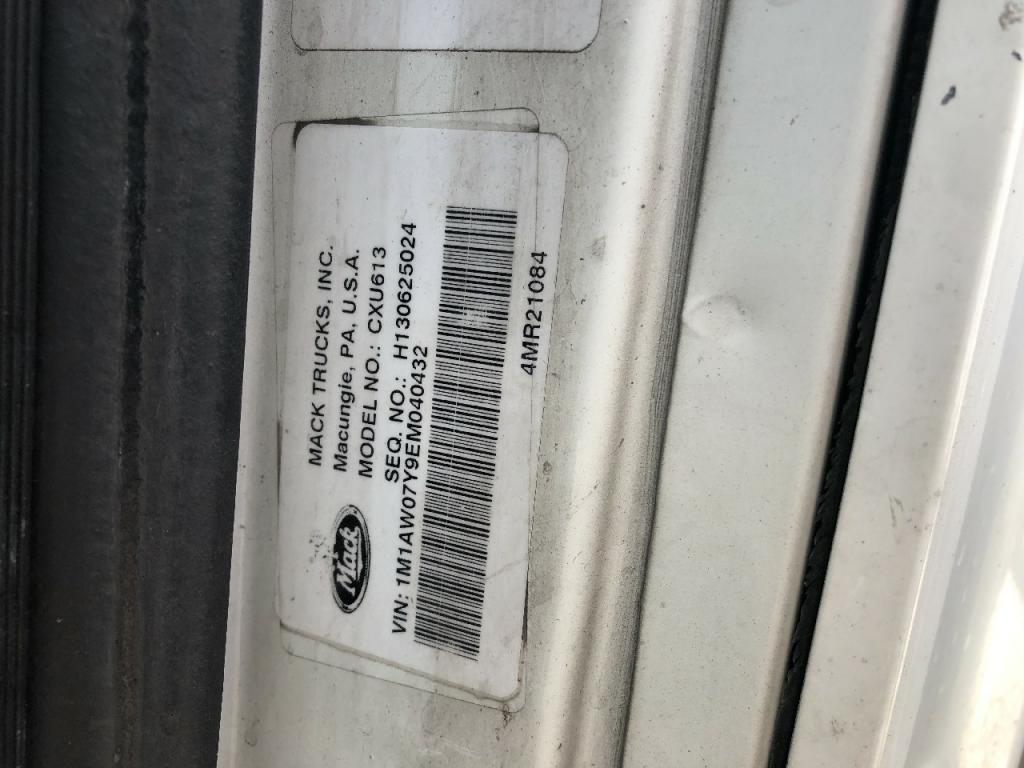 MACK TRUCKS, INC.
Macungie, PA, U.S.A.
MODEL NO.: CXU613
SEQ. NO.: H130625024
Mack
VIN: 1M1AW07Y9EM040432
4MR21084